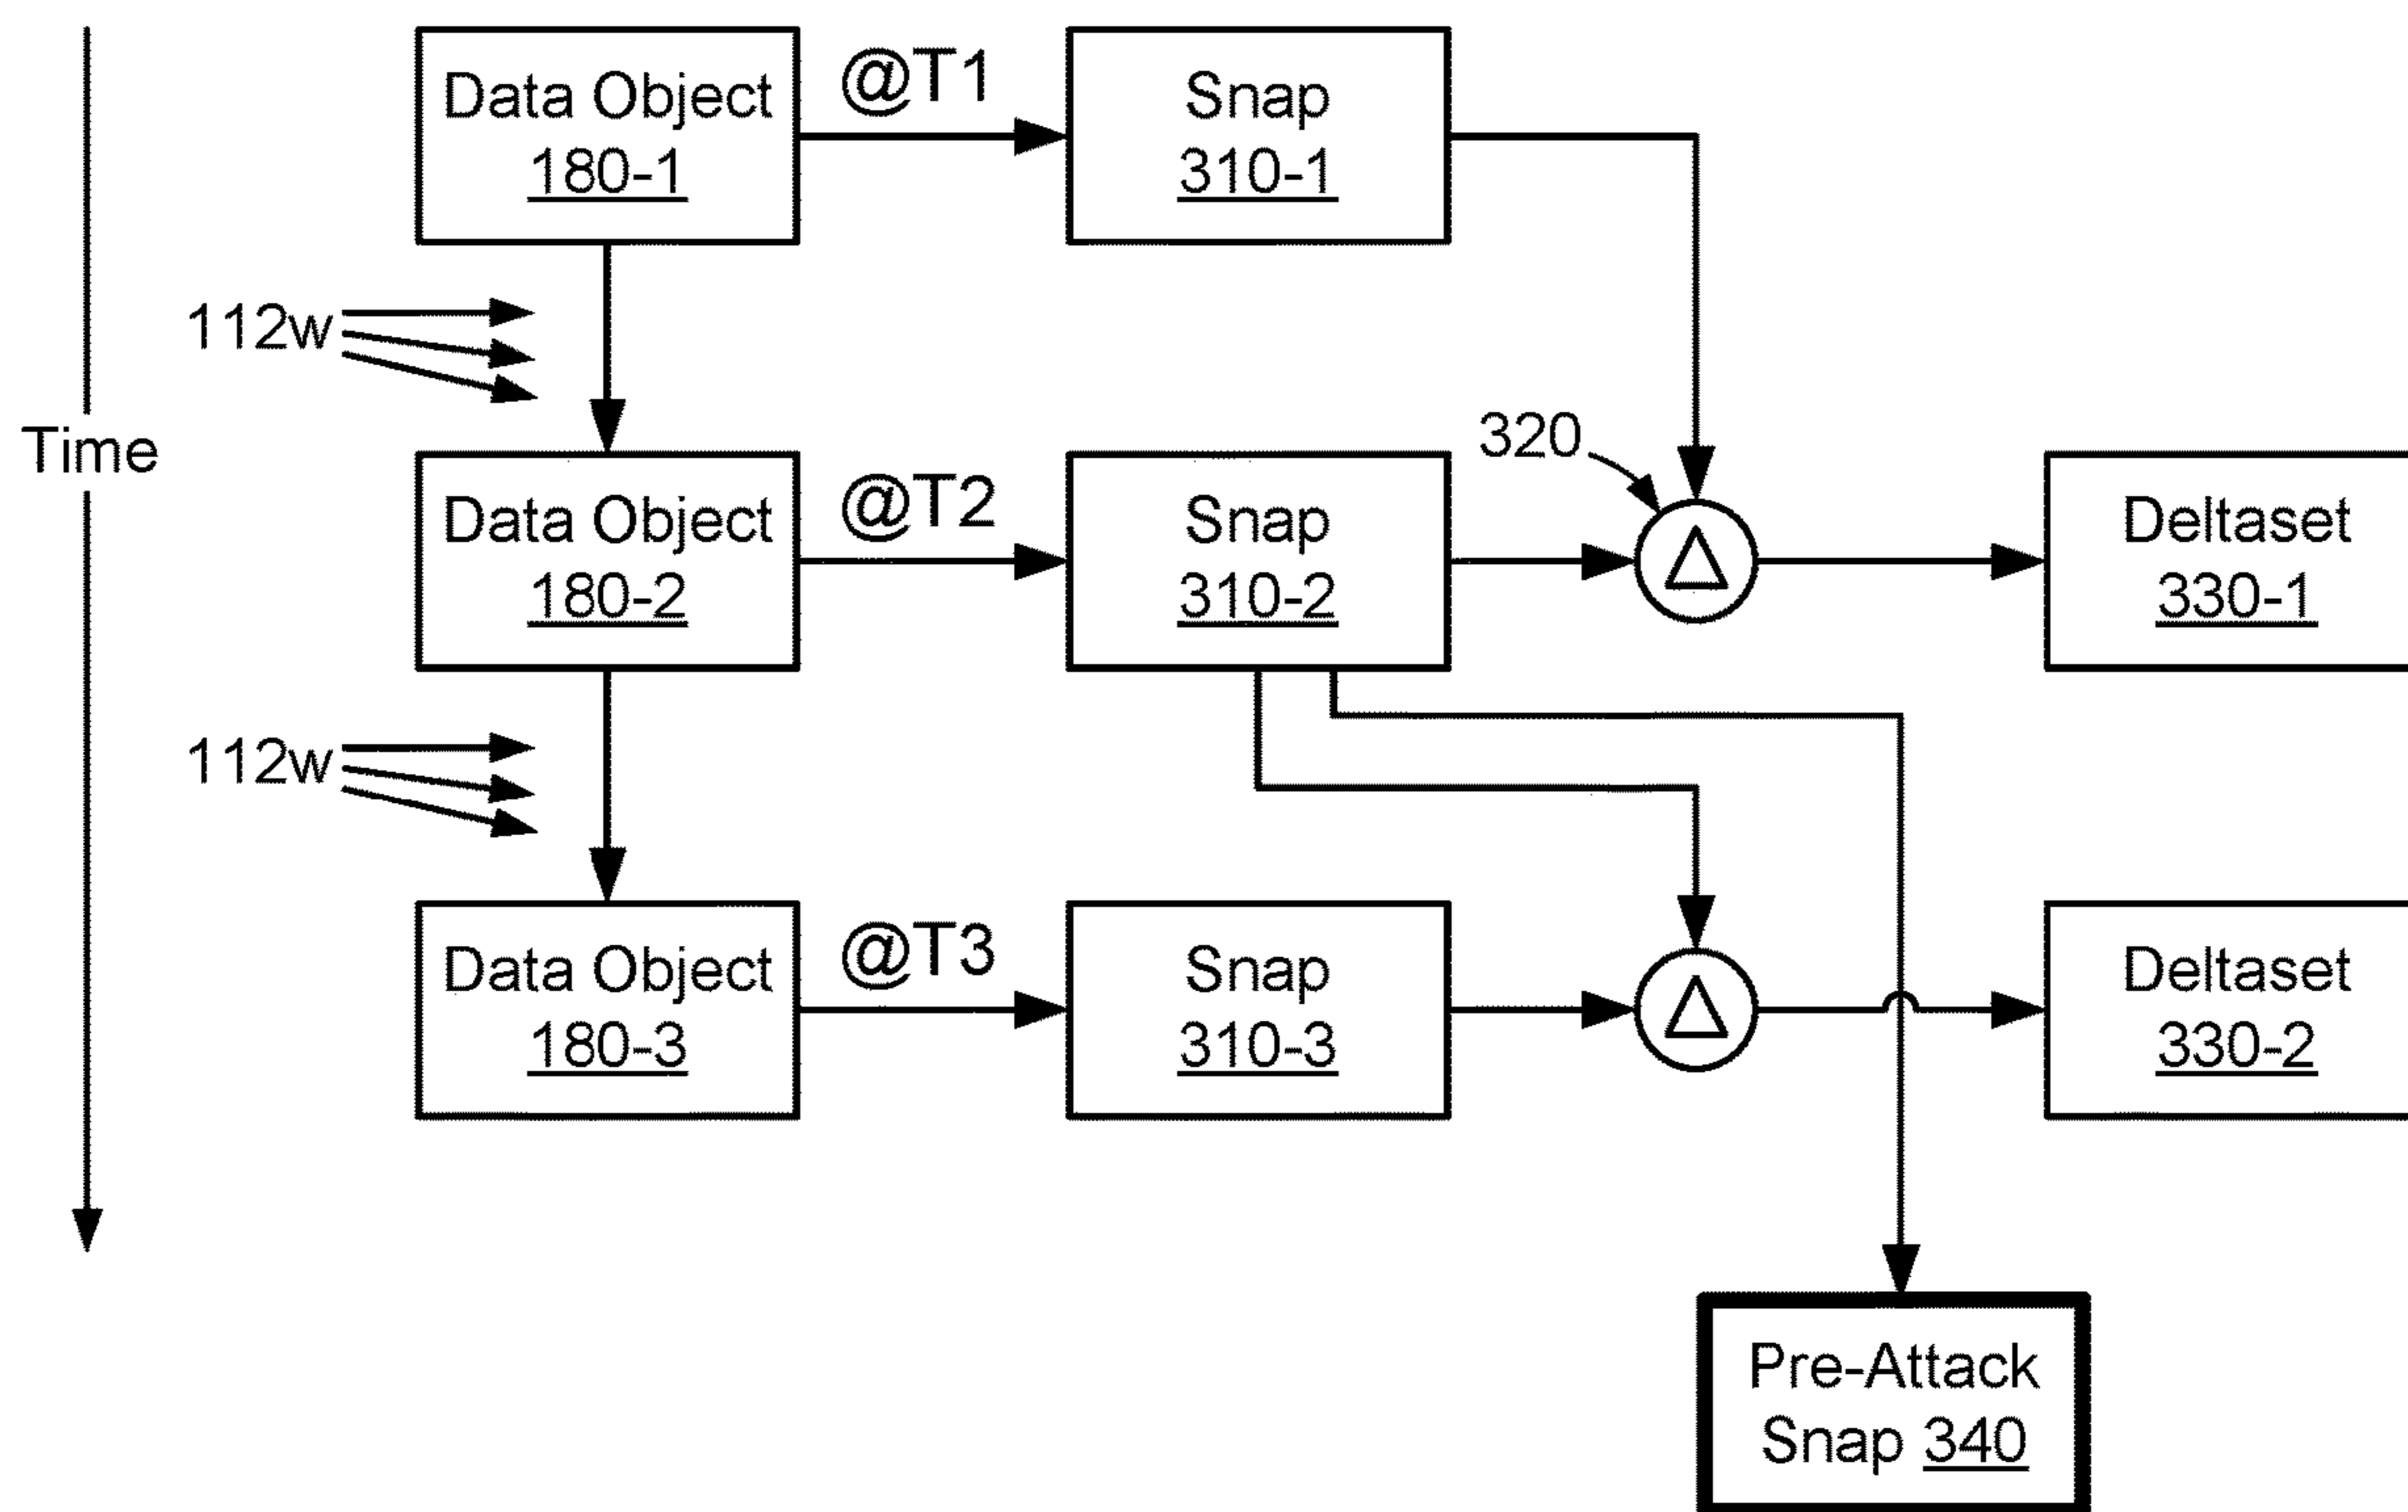 Data Object
180-1
@T1
Snap
310-1
112w
Time
320
Data Object
180-2
@T2
Snap
310-2
Deltaset
330-1
112w
Data Object
180-3
@T3
Snap
310-3
Deltaset
330-2
Pre-Attack
Snap 340